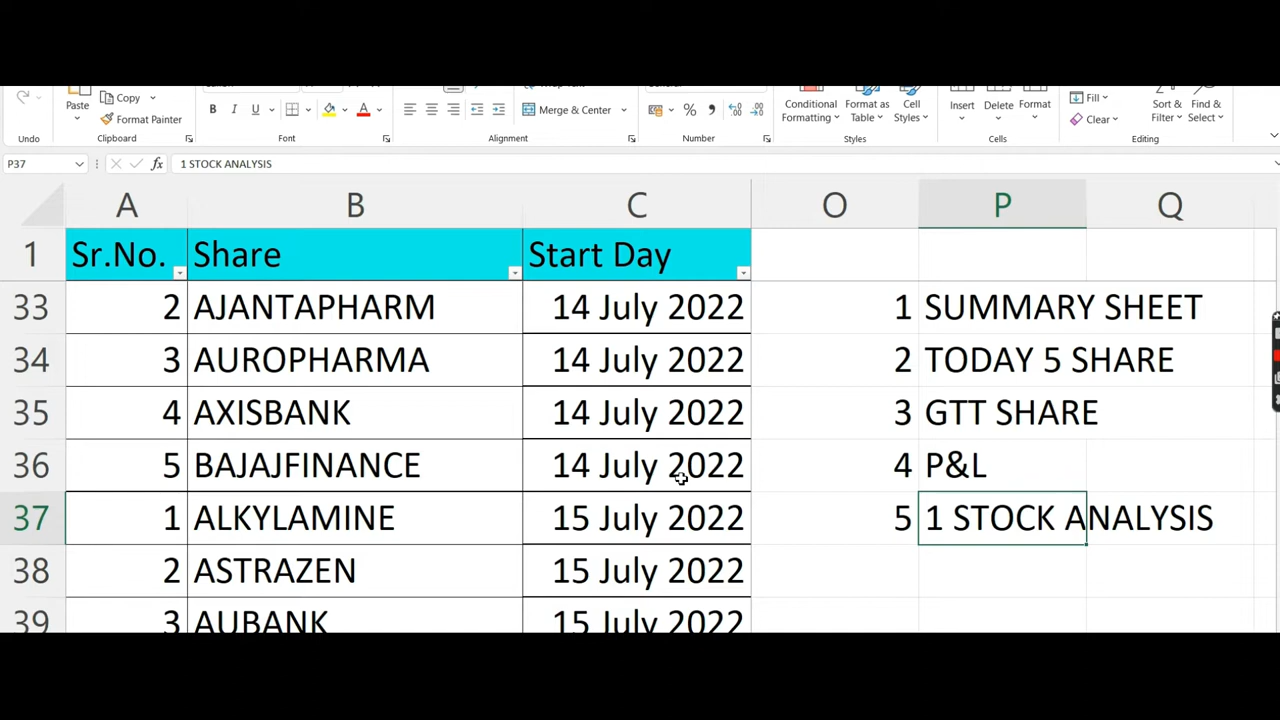 Paste Copy Format Painter
B I U A
Merge & Center
%
Conditional Formatting Format as Table Cell Styles
Insert Delete Format
Fill Clear
Sort & Filter Find & Select
Undo Clipboard Font Alignment Number Styles Cells Editing
P37 fx 1 STOCK ANALYSIS
A B C O P Q
1 Sr.No. Share Start Day
33 2 AJANTAPHARM 14 July 2022 1 SUMMARY SHEET
34 3 AUROPHARMA 14 July 2022 2 TODAY 5 SHARE
35 4 AXISBANK 14 July 2022 3 GTT SHARE
36 5 BAJAJFINANCE 14 July 2022 4 P&L
37 1 ALKYLAMINE 15 July 2022 5 1 STOCK ANALYSIS
38 2 ASTRAZEN 15 July 2022
39 3 AUBANK 15 July 2022